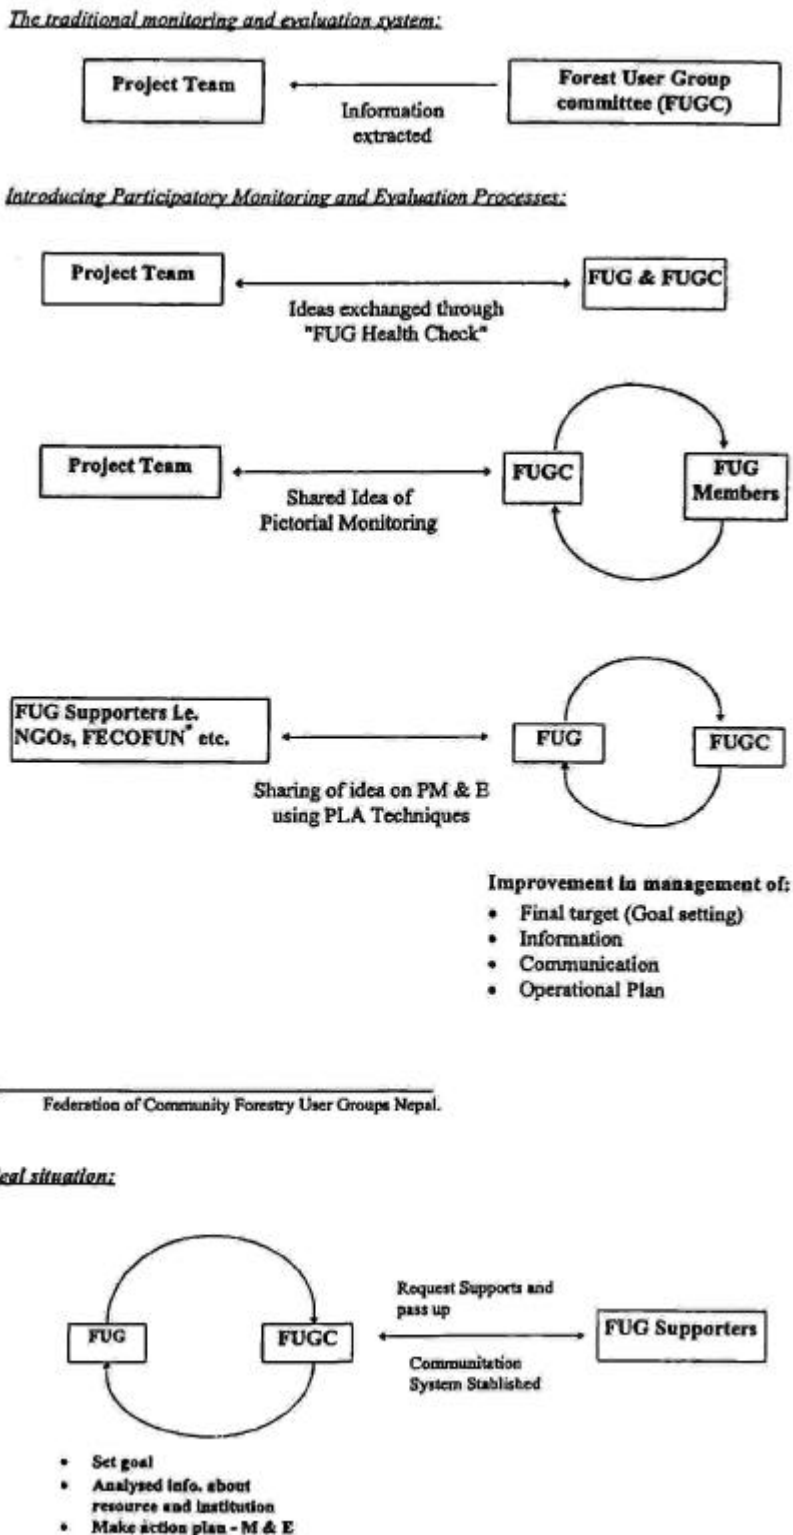 The traditional monitoring and evaluation system:
Project Team
Forest User Group
committee (FUGC)
Information
extracted
Introducing Participatory Monitoring and Evaluation Processes:
Project Team
FUG & FUGC
Ideas exchanged through
"FUG Health Check"
Project Team
FUGC
FUG
Members
Shared Idea of
Pictorial Monitoring
FUG Supporters i.e.
NGOs, FECOFUN* etc.
FUG
FUGC
Sharing of idea on PM & E
using PLA Techniques
Improvement in management of:
• Final target (Goal setting)
• Information
• Communication
• Operational Plan
Federation of Community Forestry User Groups Nepal.
eal situation:
FUG
FUGC
Request Supports and
pass up
FUG Supporters
Communitation
System Stablished
• Set goal
• Analysed info. about
resource and institution
• Make action plan - M & E